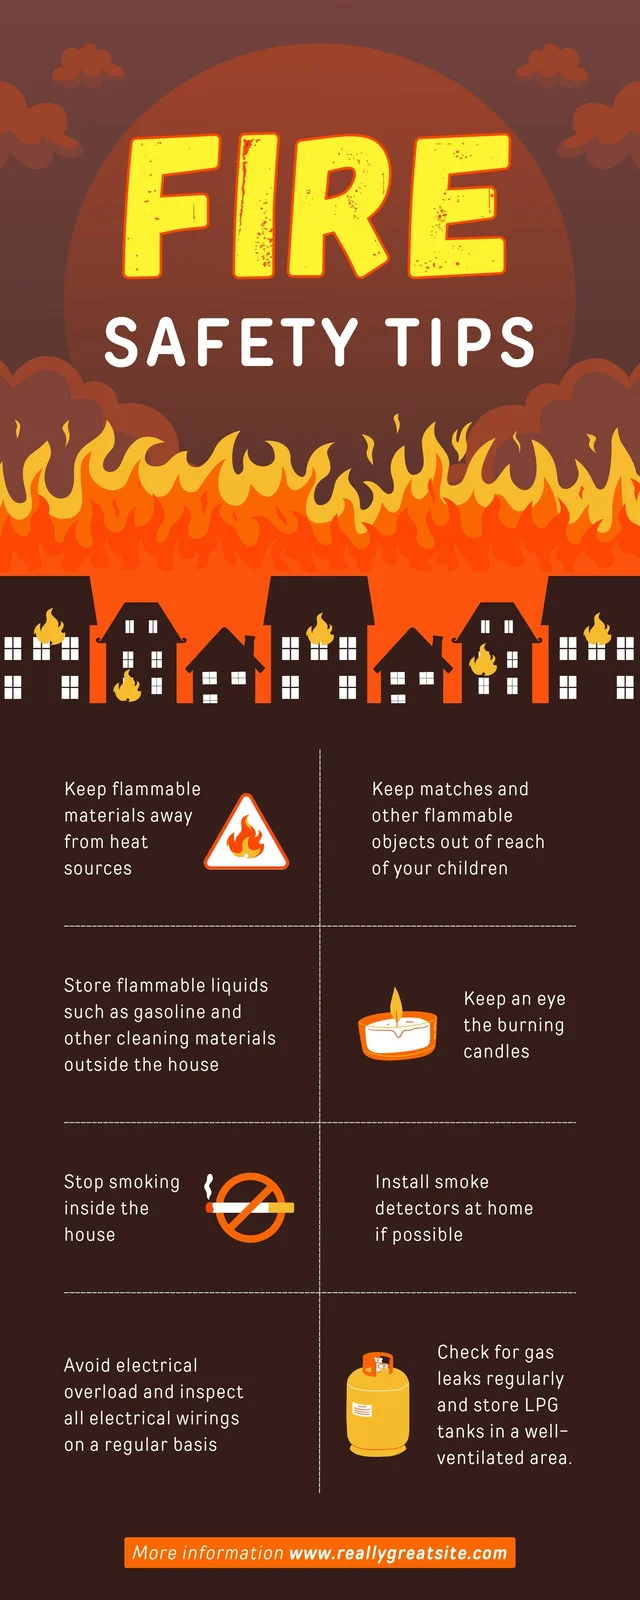 FIRE
SAFETY TIPS
Keep flammable
materials away
from heat
sources
Keep matches and
other flammable
objects out of reach
of your children
Store flammable liquids
such as gasoline and
other cleaning materials
outside the house
Keep an eye
the burning
candles
Stop smoking
inside the
house
Install smoke
detectors at home
if possible
Avoid electrical
overload and inspect
all electrical wirings
on a regular basis
Check for gas
leaks regularly
and store LPG
tanks in a well-
ventilated area.
More information www.reallygreatsite.com